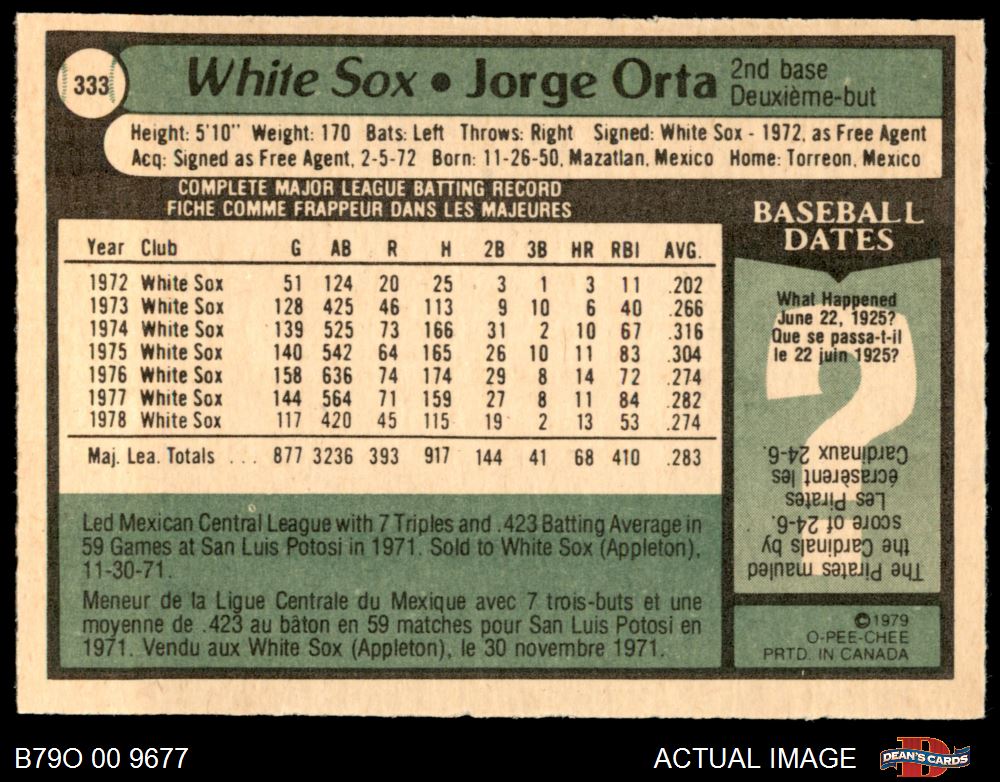 333
White Sox • Jorge Orta
2nd base
Deuxième-but
Height: 5'10" Weight: 170 Bats: Left Throws: Right Signed: White Sox - 1972, as Free Agent
Acq: Signed as Free Agent, 2-5-72 Born: 11-26-50, Mazatlan, Mexico Home: Torreon, Mexico
COMPLETE MAJOR LEAGUE BATTING RECORD
FICHE COMME FRAPPEUR DANS LES MAJEURES
Year Club G AB R H 2B 3B HR RBI AVG.
1972 White Sox 51 124 20 25 3 1 3 11 .202
1973 White Sox 128 425 46 113 9 10 6 40 .266
1974 White Sox 139 525 73 166 31 2 10 67 .316
1975 White Sox 140 542 64 165 26 10 11 83 .304
1976 White Sox 158 636 74 174 29 8 14 72 .274
1977 White Sox 144 564 71 159 27 8 11 84 .282
1978 White Sox 117 420 45 115 19 2 13 53 .274
Maj. Lea. Totals ... 877 3236 393 917 144 41 68 410 .283
Led Mexican Central League with 7 Triples and .423 Batting Average in
59 Games at San Luis Potosi in 1971. Sold to White Sox (Appleton),
11-30-71.
Meneur de la Ligue Centrale du Mexique avec 7 trois-buts et une
moyenne de .423 au bâton en 59 matches pour San Luis Potosi en
1971. Vendu aux White Sox (Appleton), le 30 novembre 1971.
BASEBALL
DATES
What Happened
June 22, 1925?
Que se passa-t-il
le 22 juin 1925?
The Pirates mauled
the Cardinals by
score of 24-6.
Les Pirates
écrasèrent les
Cardinaux 24-6.
©1979
O-PEE-CHEE
PRTD. IN CANADA
B79O 00 9677
ACTUAL IMAGE
DEAN'S CARDS